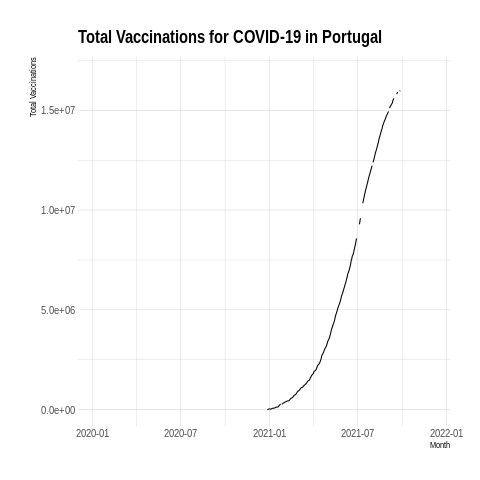 Total Vaccinations for COVID-19 in Portugal
Total Vaccinations
1.5e+07
1.0e+07
5.0e+06
0.0e+00
2020-01 2020-07 2021-01 2021-07 2022-01
Month